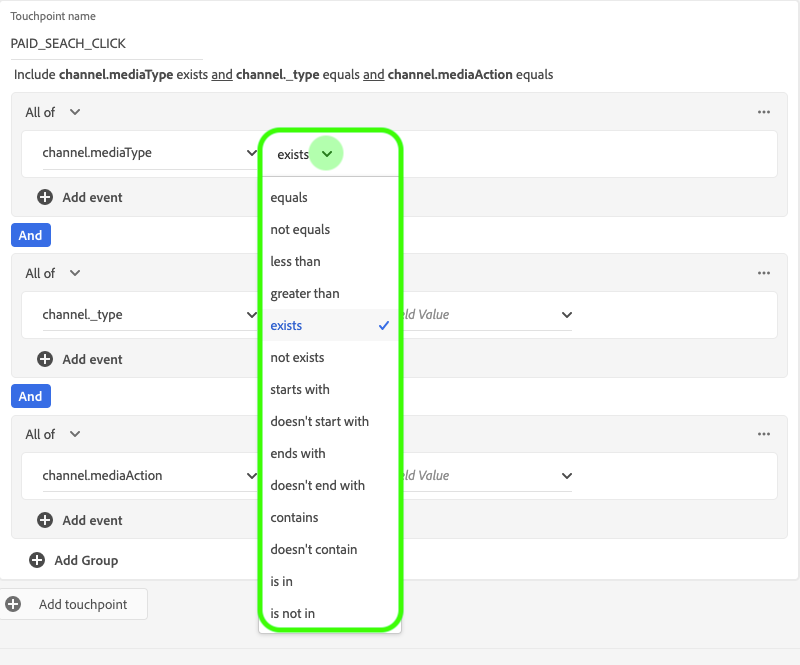 Touchpoint name
PAID_SEACH_CLICK
Include channel.mediaType exists and channel._type equals and channel.mediaAction equals
All of
channel.mediaType
exists
Add event
And
All of
channel._type
Value
Add event
And
All of
channel.mediaAction
Value
Add event
Add Group
Add touchpoint
equals
not equals
less than
greater than
exists
not exists
starts with
doesn't start with
ends with
doesn't end with
contains
doesn't contain
is in
is not in